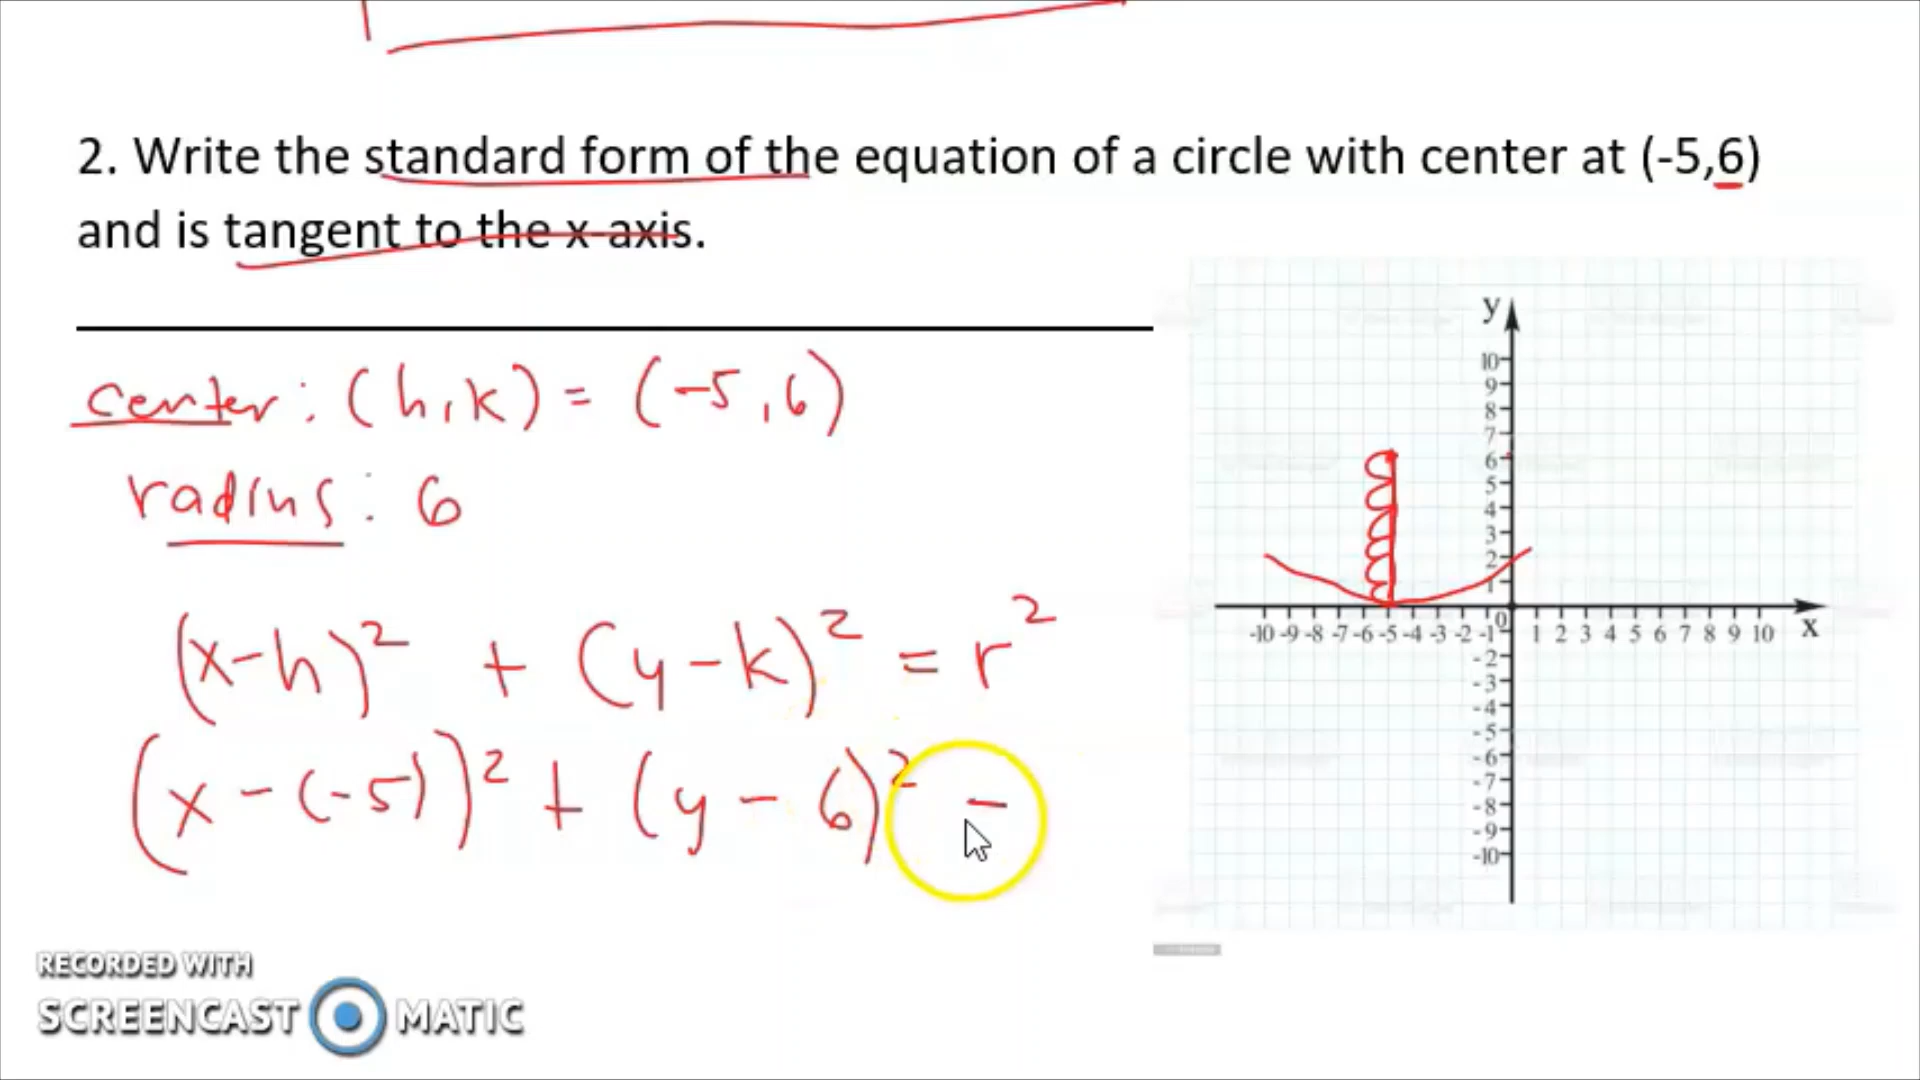 2. Write the standard form of the equation of a circle with center at (-5,6)
and is tangent to the x-axis.
center: (h,k) = (-5,6)
radius: 6
(x-h)² + (y-k)² = r²
(x-(-5))² + (y-6)² -
y
10
9
8
7
6
5
4
3
2
1
0
-10 -9 -8 -7 -6 -5 -4 -3 -2 -1 1 2 3 4 5 6 7 8 9 10 x
-2
-3
-4
-5
-6
-7
-8
-9
-10
RECORDED WITH
SCREENCAST MATIC